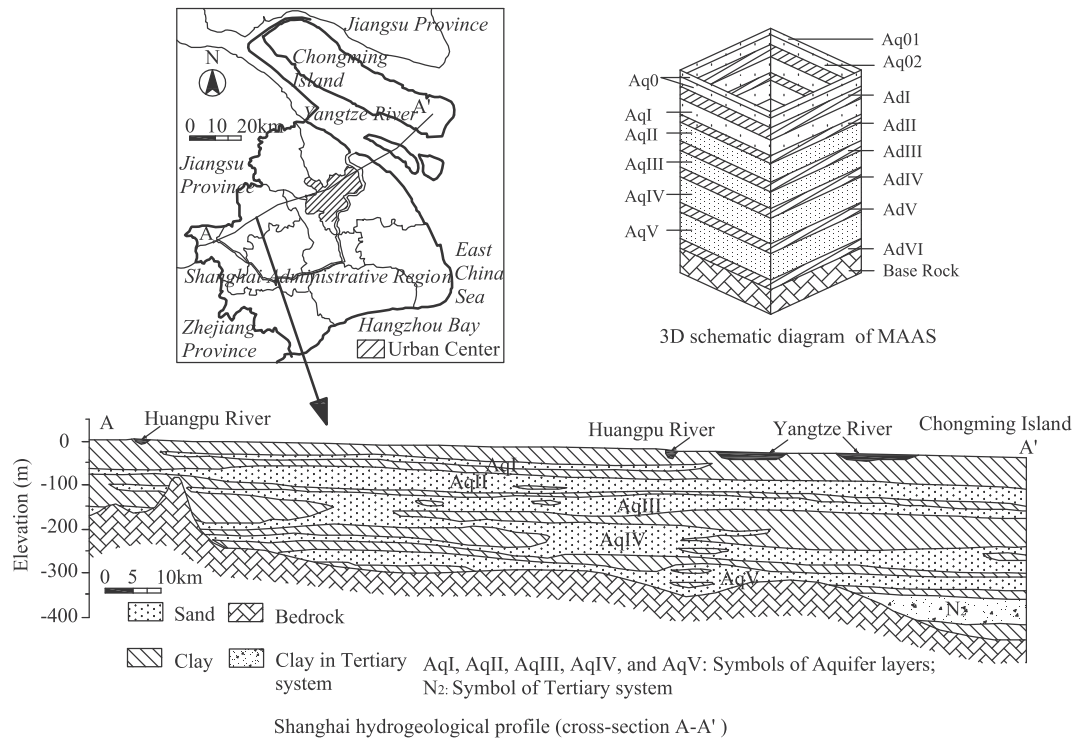 Jiangsu Province
Chongming
Island
N
A'
Yangtze River
0 10 20km
Jiangsu
Province
A
Shanghai Administrative Region
East
China
Sea
Zhejiang
Province
Hangzhou Bay
Urban Center
Aq01
Aq02
Aq0
AdI
AqI
AdII
AqII
AdIII
AqIII
AdIV
AqIV
AdV
AqV
AdVI
Base Rock
3D schematic diagram of MAAS
A
Huangpu River
Huangpu River
Yangtze River
Chongming Island
A'
Elevation (m)
0
-100
-200
-300
-400
AqI
AqII
AqIII
AqIV
AqV
N2
0 5 10km
Sand
Bedrock
Clay
Clay in Tertiary
system
AqI, AqII, AqIII, AqIV, and AqV: Symbols of Aquifer layers;
N2: Symbol of Tertiary system
Shanghai hydrogeological profile (cross-section A-A' )